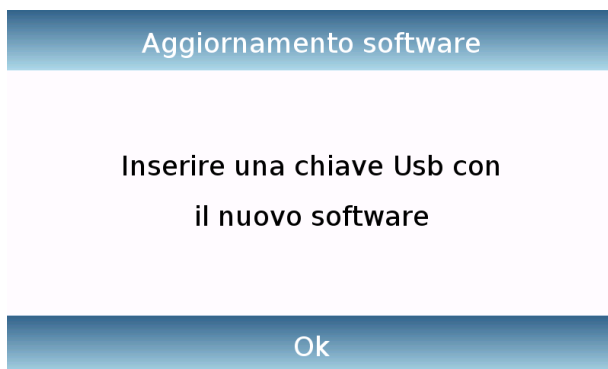 Aggiornamento software
Inserire una chiave Usb con
il nuovo software
Ok